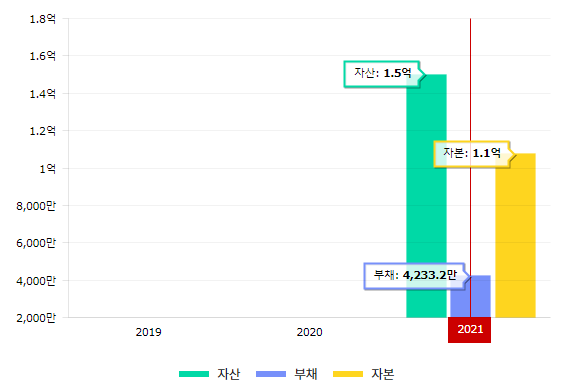 1.8억
1.6억
1.4억
1.2억
1억
8,000만
6,000만
4,000만
2,000만
자산: 1.5억
자본: 1.1억
부채: 4,233.2만
2019 2020 2021
자산 부채 자본